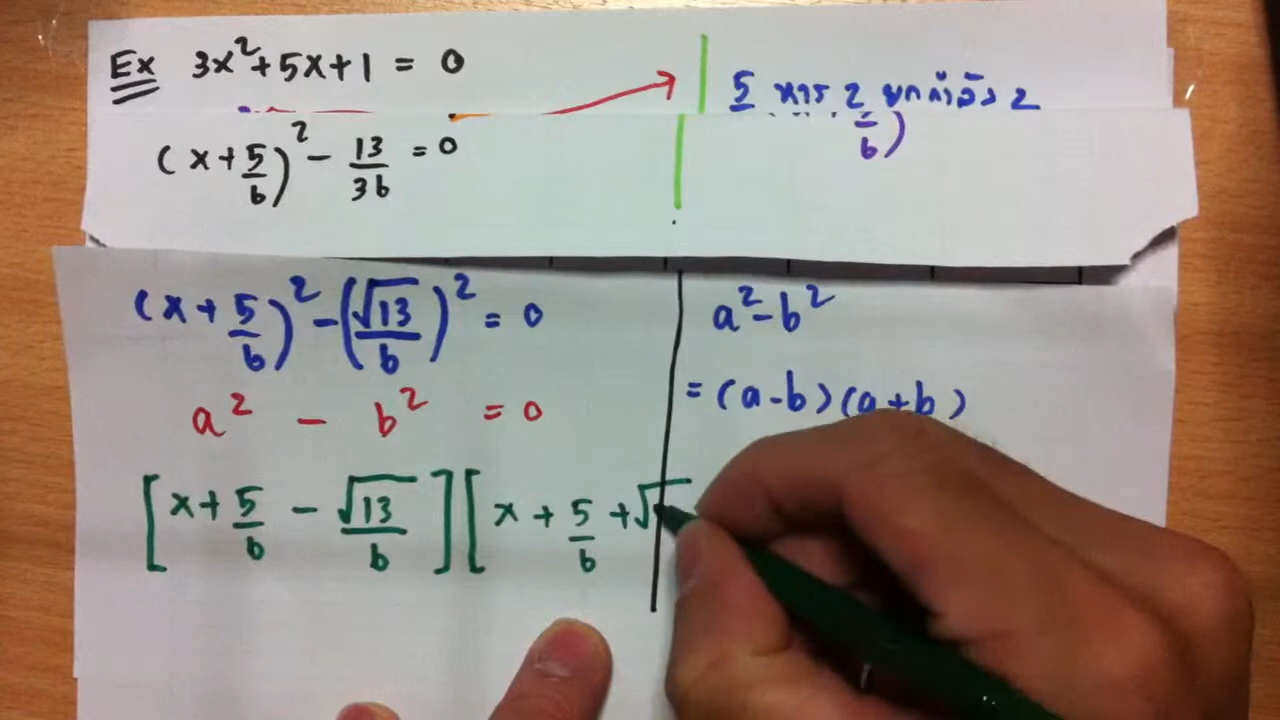 Ex 3x²+5x+1 = 0
5 หาร 2 ยกกำลัง 2
(x+5/6)² - 13/36 = 0
6)
(x+5/6)² - (√13/6)² = 0
a² - b² = 0
a²-b²
= (a-b)(a+b)
[x+5/6 - √13/6][x + 5/6 + √